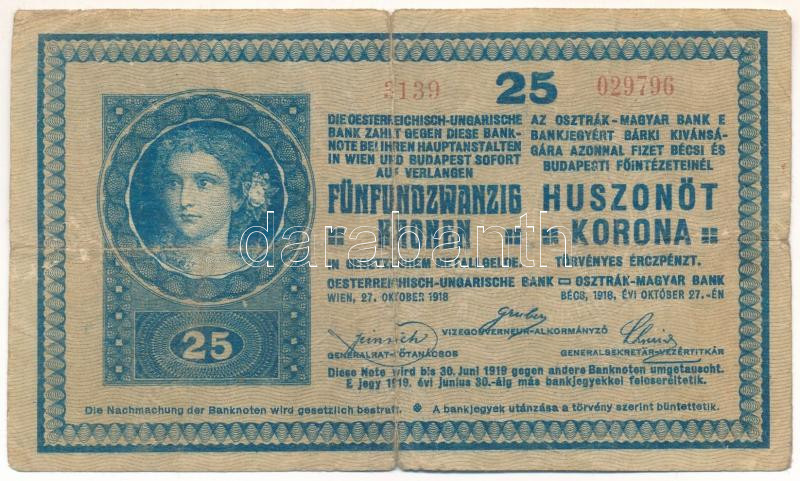 3139 25 029796
DIE OESTERREICHISCH-UNGARISCHE
BANK ZAHLT GEGEN DIESE BANK-
NOTE BEI IHREN HAUPTANSTALTEN
IN WIEN UND BUDAPEST SOFORT
AUF VERLANGEN
FÜNFUNDZWANZIG
KRONEN
IN GESETZLICHEM METALLGELDE.
OESTERREICHISCH-UNGARISCHE BANK
WIEN, 27. OKTOBER 1918
AZ OSZTRÁK-MAGYAR BANK E
BANKJEGYÉRT BÁRKI KIVÁNSÁ-
GÁRA AZONNAL FIZET BÉCSI ÉS
BUDAPESTI FŐINTÉZETEINÉL
HUSZONÖT
KORONA
TÖRVÉNYES ÉRCZPÉNZT.
OSZTRÁK-MAGYAR BANK
BÉCS, 1918. ÉVI OKTÓBER 27.-ÉN
25
Gruber
VIZEGOUVERNEUR-ALKORMÁNYZÓ
GENERALRAT-FŐTANÁCSOS
GENERALSEKRETÄR-VEZÉRTITKÁR
Diese Note wird bis 30. Juni 1919 gegen andere Banknoten umgetauscht.
E jegy 1919. évi junius 30.-áig más bankjegyekkel felcseréltetik.
Die Nachmachung der Banknoten wird gesetzlich bestraft. A bankjegyek utánzása a törvény szerint büntettetik.
darabanth